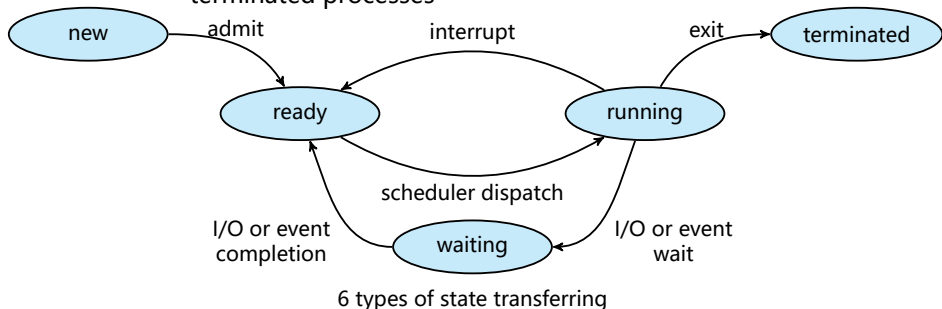 terminated processes
new
admit
interrupt
exit
terminated
ready
running
scheduler dispatch
I/O or event
completion
waiting
I/O or event
wait
6 types of state transferring